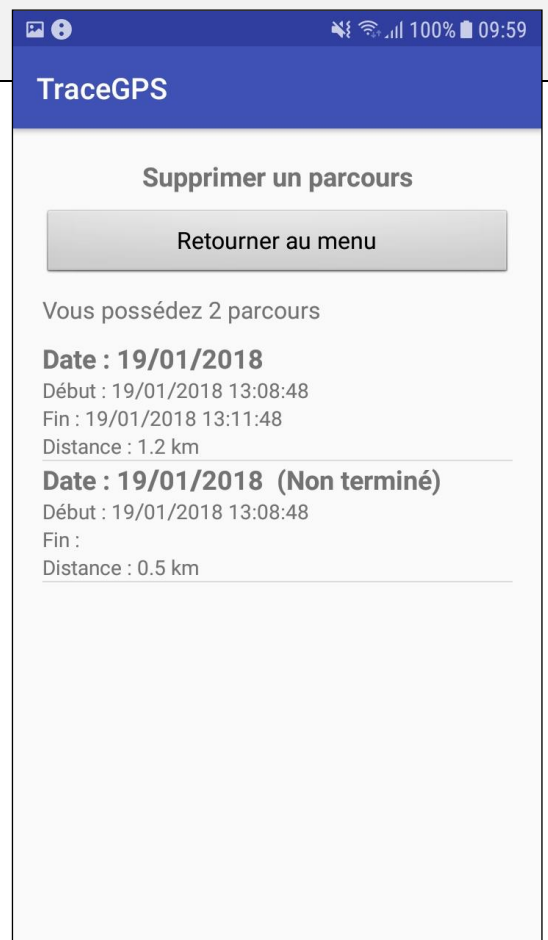 100% 09:59
TraceGPS
Supprimer un parcours
Retourner au menu
Vous possédez 2 parcours
Date : 19/01/2018
Début : 19/01/2018 13:08:48
Fin : 19/01/2018 13:11:48
Distance : 1.2 km
Date : 19/01/2018 (Non terminé)
Début : 19/01/2018 13:08:48
Fin :
Distance : 0.5 km